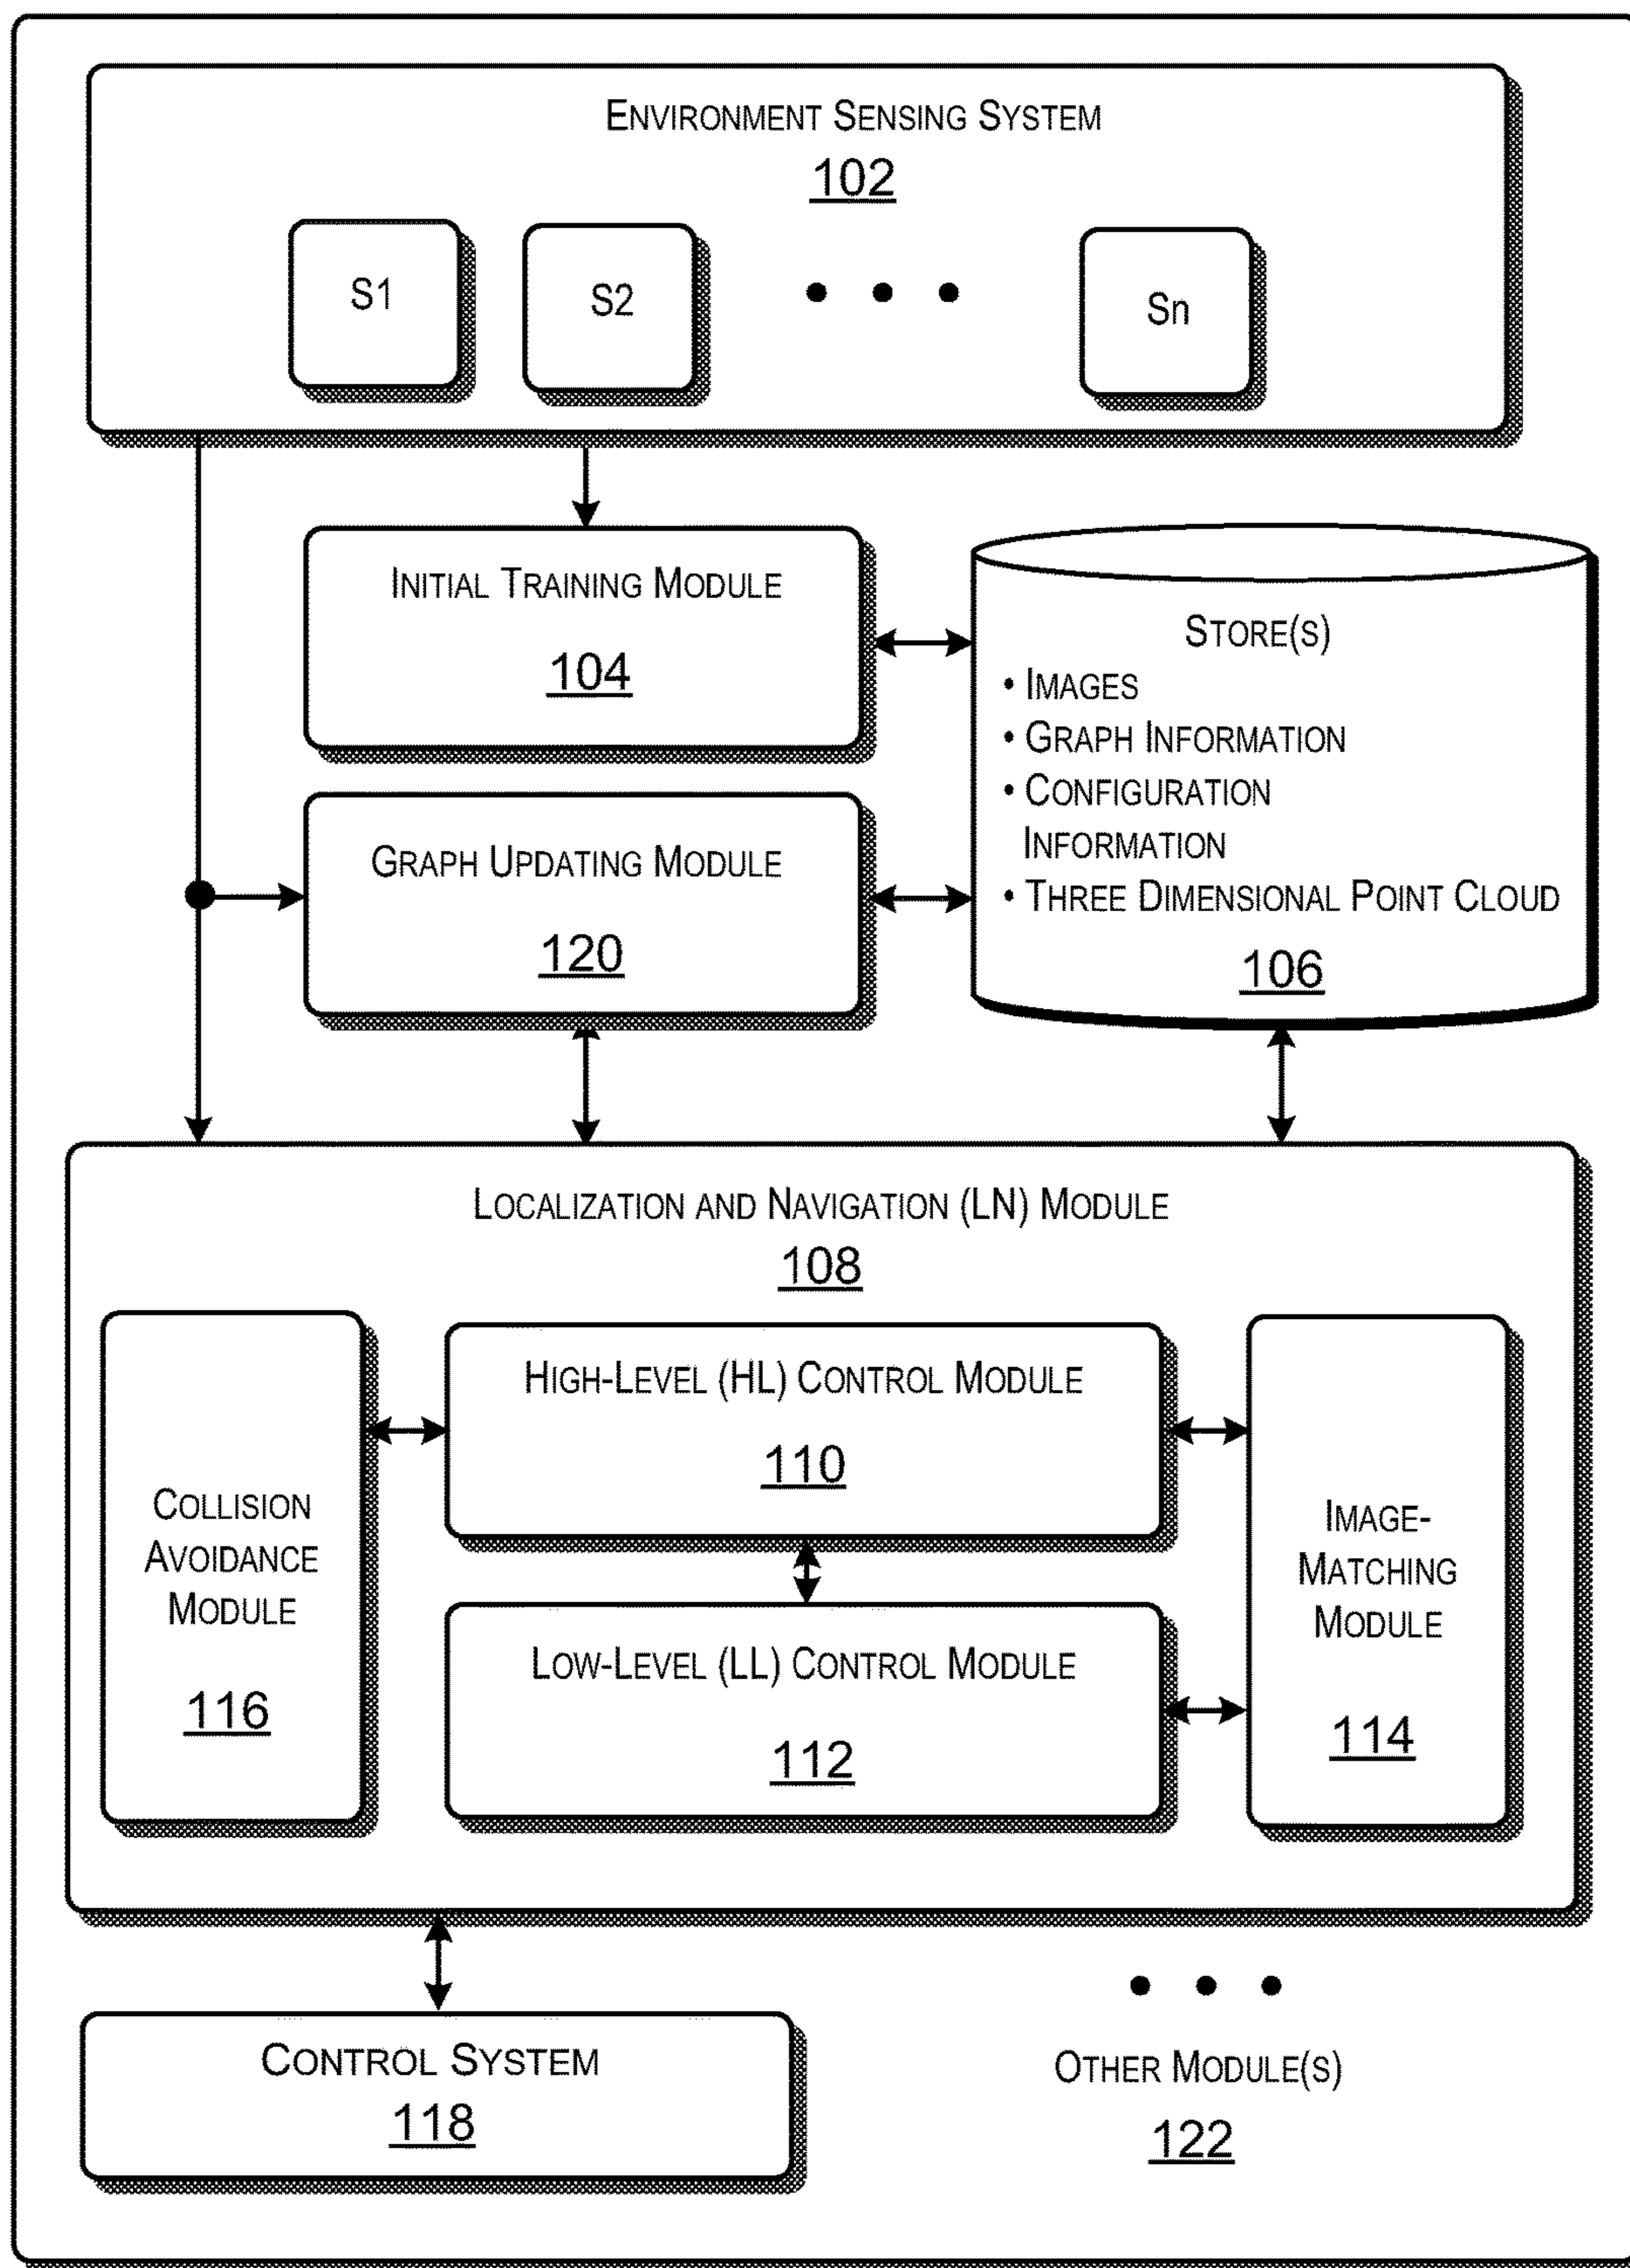 ENVIRONMENT SENSING SYSTEM
102
S1
S2
Sn
INITIAL TRAINING MODULE
104
STORE(S)
• IMAGES
• GRAPH INFORMATION
• CONFIGURATION
INFORMATION
• THREE DIMENSIONAL POINT CLOUD
106
GRAPH UPDATING MODULE
120
LOCALIZATION AND NAVIGATION (LN) MODULE
108
COLLISION
AVOIDANCE
MODULE
116
HIGH-LEVEL (HL) CONTROL MODULE
110
LOW-LEVEL (LL) CONTROL MODULE
112
IMAGE-
MATCHING
MODULE
114
CONTROL SYSTEM
118
OTHER MODULE(S)
122